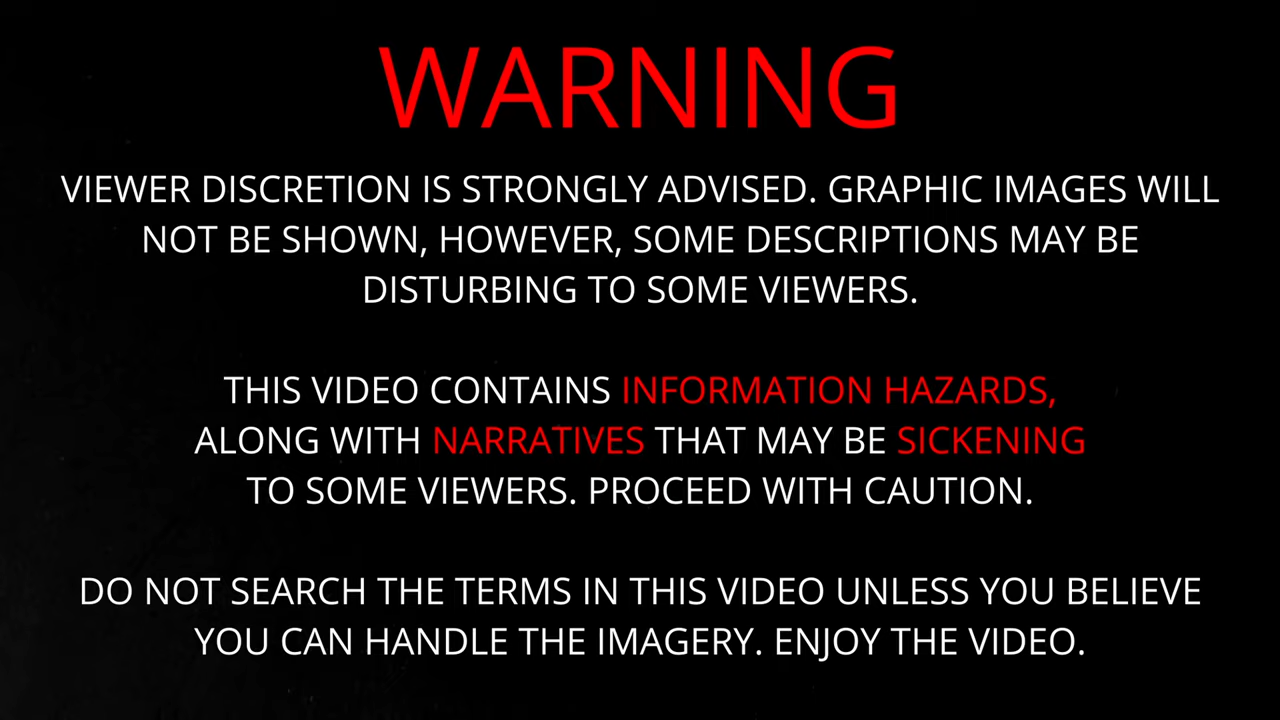 WARNING
VIEWER DISCRETION IS STRONGLY ADVISED. GRAPHIC IMAGES WILL
NOT BE SHOWN, HOWEVER, SOME DESCRIPTIONS MAY BE
DISTURBING TO SOME VIEWERS.
THIS VIDEO CONTAINS INFORMATION HAZARDS,
ALONG WITH NARRATIVES THAT MAY BE SICKENING
TO SOME VIEWERS. PROCEED WITH CAUTION.
DO NOT SEARCH THE TERMS IN THIS VIDEO UNLESS YOU BELIEVE
YOU CAN HANDLE THE IMAGERY. ENJOY THE VIDEO.